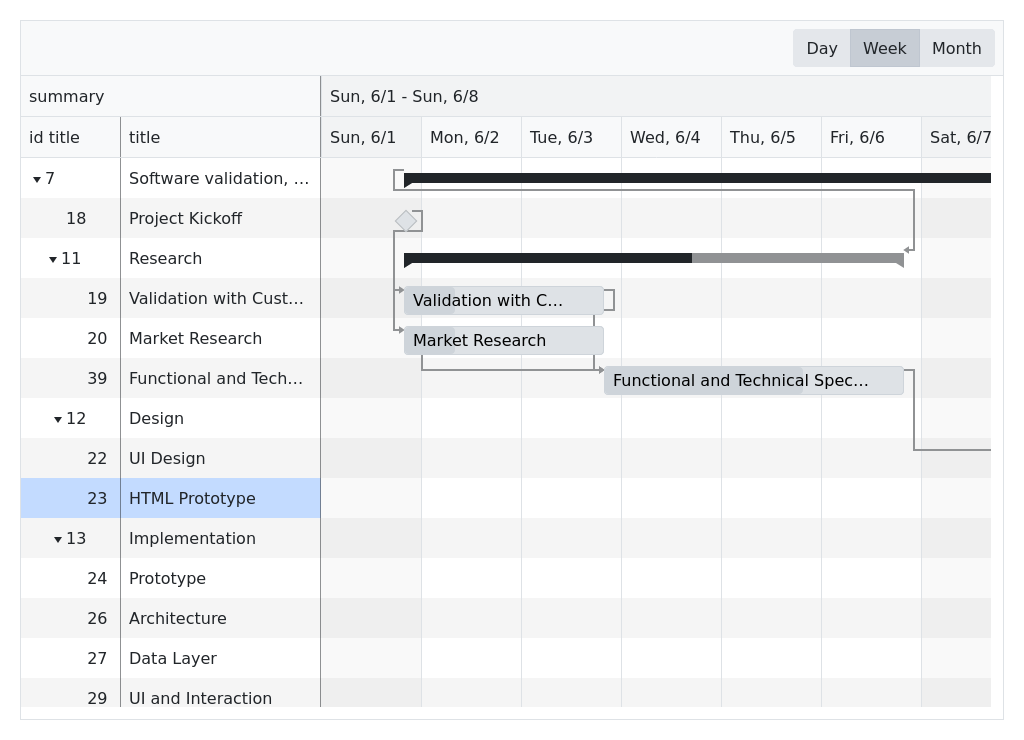 Day Week Month
summary Sun, 6/1 - Sun, 6/8
id title title Sun, 6/1 Mon, 6/2 Tue, 6/3 Wed, 6/4 Thu, 6/5 Fri, 6/6 Sat, 6/7
7 Software validation, …
18 Project Kickoff
11 Research
19 Validation with Cust… Validation with C…
20 Market Research Market Research
39 Functional and Tech… Functional and Technical Spec…
12 Design
22 UI Design
23 HTML Prototype
13 Implementation
24 Prototype
26 Architecture
27 Data Layer
29 UI and Interaction